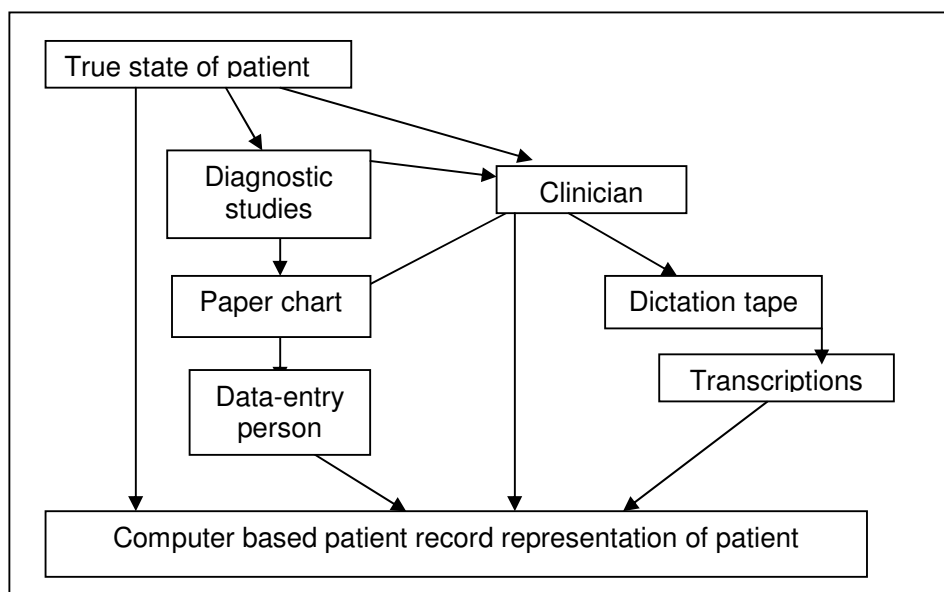 True state of patient
Diagnostic
studies
Clinician
Paper chart
Dictation tape
Transcriptions
Data-entry
person
Computer based patient record representation of patient